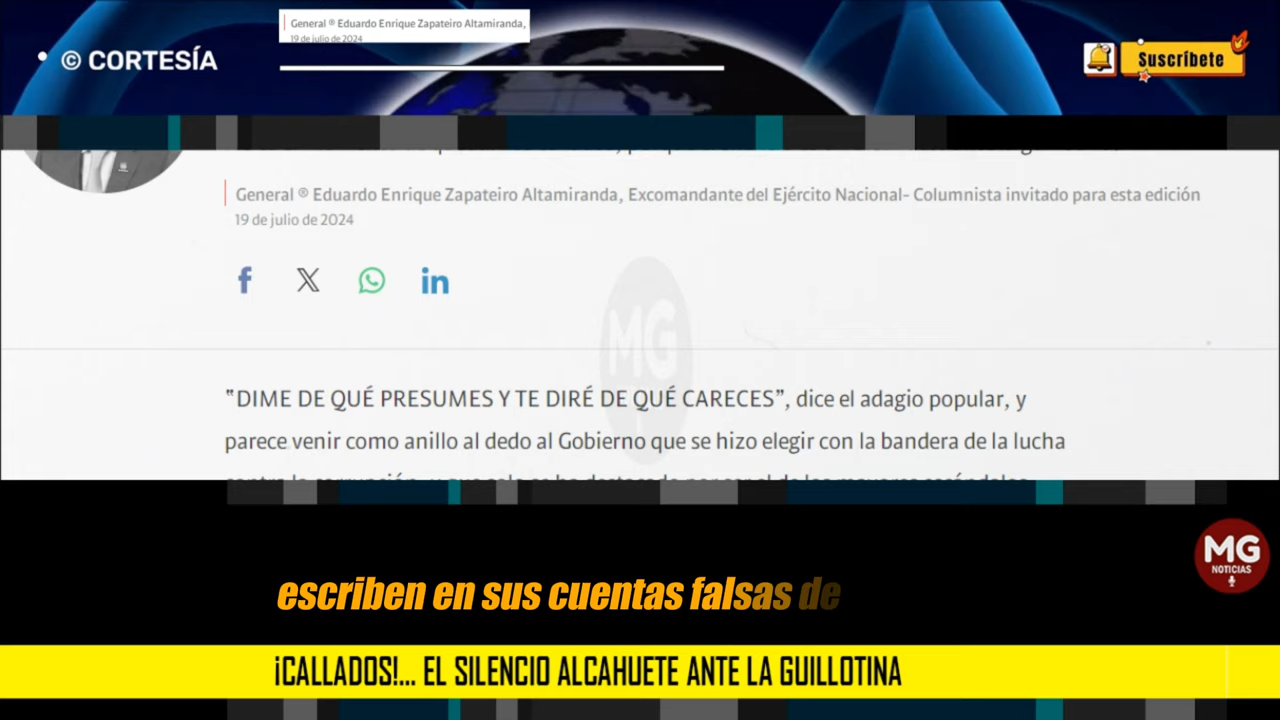 General ® Eduardo Enrique Zapateiro Altamiranda,
19 de julio de 2024
© CORTESÍA
Suscríbete
General ® Eduardo Enrique Zapateiro Altamiranda, Excomandante del Ejército Nacional- Columnista invitado para esta edición
19 de julio de 2024
MG
"DIME DE QUÉ PRESUMES Y TE DIRÉ DE QUÉ CARECES”, dice el adagio popular, y
parece venir como anillo al dedo al Gobierno que se hizo elegir con la bandera de la lucha
MG
NOTICIAS
escriben en sus cuentas falsas de
¡CALLADOS!... EL SILENCIO ALCAHUETE ANTE LA GUILLOTINA